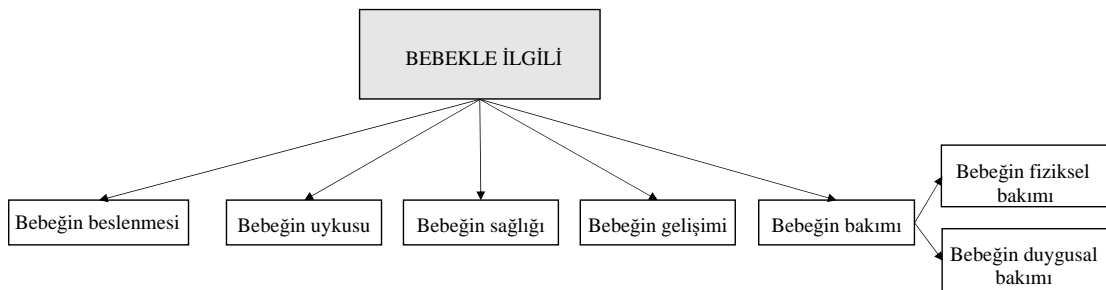 BEBEKLE İLGİLİ
Bebeğin beslenmesi
Bebeğin uykusu
Bebeğin sağlığı
Bebeğin gelişimi
Bebeğin bakımı
Bebeğin fiziksel
bakımı
Bebeğin duygusal
bakımı